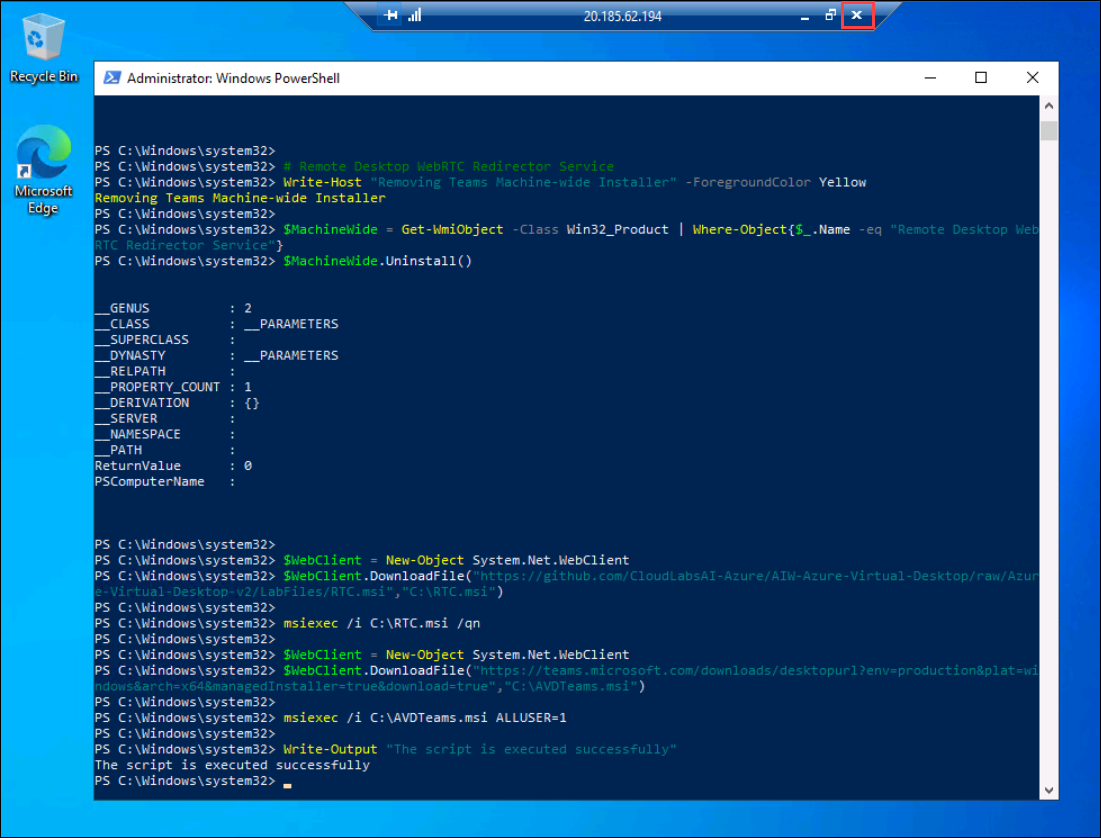 20.185.62.194
Recycle Bin
Microsoft
Edge
Administrator: Windows PowerShell
PS C:\Windows\system32>
PS C:\Windows\system32> # Remote Desktop WebRTC Redirector Service
PS C:\Windows\system32> Write-Host "Removing Teams Machine-wide Installer" -ForegroundColor Yellow
Removing Teams Machine-wide Installer
PS C:\Windows\system32>
PS C:\Windows\system32> $MachineWide = Get-WmiObject -Class Win32_Product | Where-Object{$_.Name -eq "Remote Desktop Web
RTC Redirector Service"}
PS C:\Windows\system32> $MachineWide.Uninstall()
__GENUS : 2
__CLASS : __PARAMETERS
__SUPERCLASS :
__DYNASTY : __PARAMETERS
__RELPATH :
__PROPERTY_COUNT : 1
__DERIVATION : {}
__SERVER :
__NAMESPACE :
__PATH :
ReturnValue : 0
PSComputerName :
PS C:\Windows\system32>
PS C:\Windows\system32> $WebClient = New-Object System.Net.WebClient
PS C:\Windows\system32> $WebClient.DownloadFile("https://github.com/CloudLabsAI-Azure/AIW-Azure-Virtual-Desktop/raw/Azur
e-Virtual-Desktop-v2/LabFiles/RTC.msi","C:\RTC.msi")
PS C:\Windows\system32>
PS C:\Windows\system32> msiexec /i C:\RTC.msi /qn
PS C:\Windows\system32>
PS C:\Windows\system32> $WebClient = New-Object System.Net.WebClient
PS C:\Windows\system32> $WebClient.DownloadFile("https://teams.microsoft.com/downloads/desktopurl?env=production&plat=wi
ndows&arch=x64&managedInstaller=true&download=true","C:\AVDTeams.msi")
PS C:\Windows\system32>
PS C:\Windows\system32> msiexec /i C:\AVDTeams.msi ALLUSER=1
PS C:\Windows\system32>
PS C:\Windows\system32> Write-Output "The script is executed successfully"
The script is executed successfully
PS C:\Windows\system32>